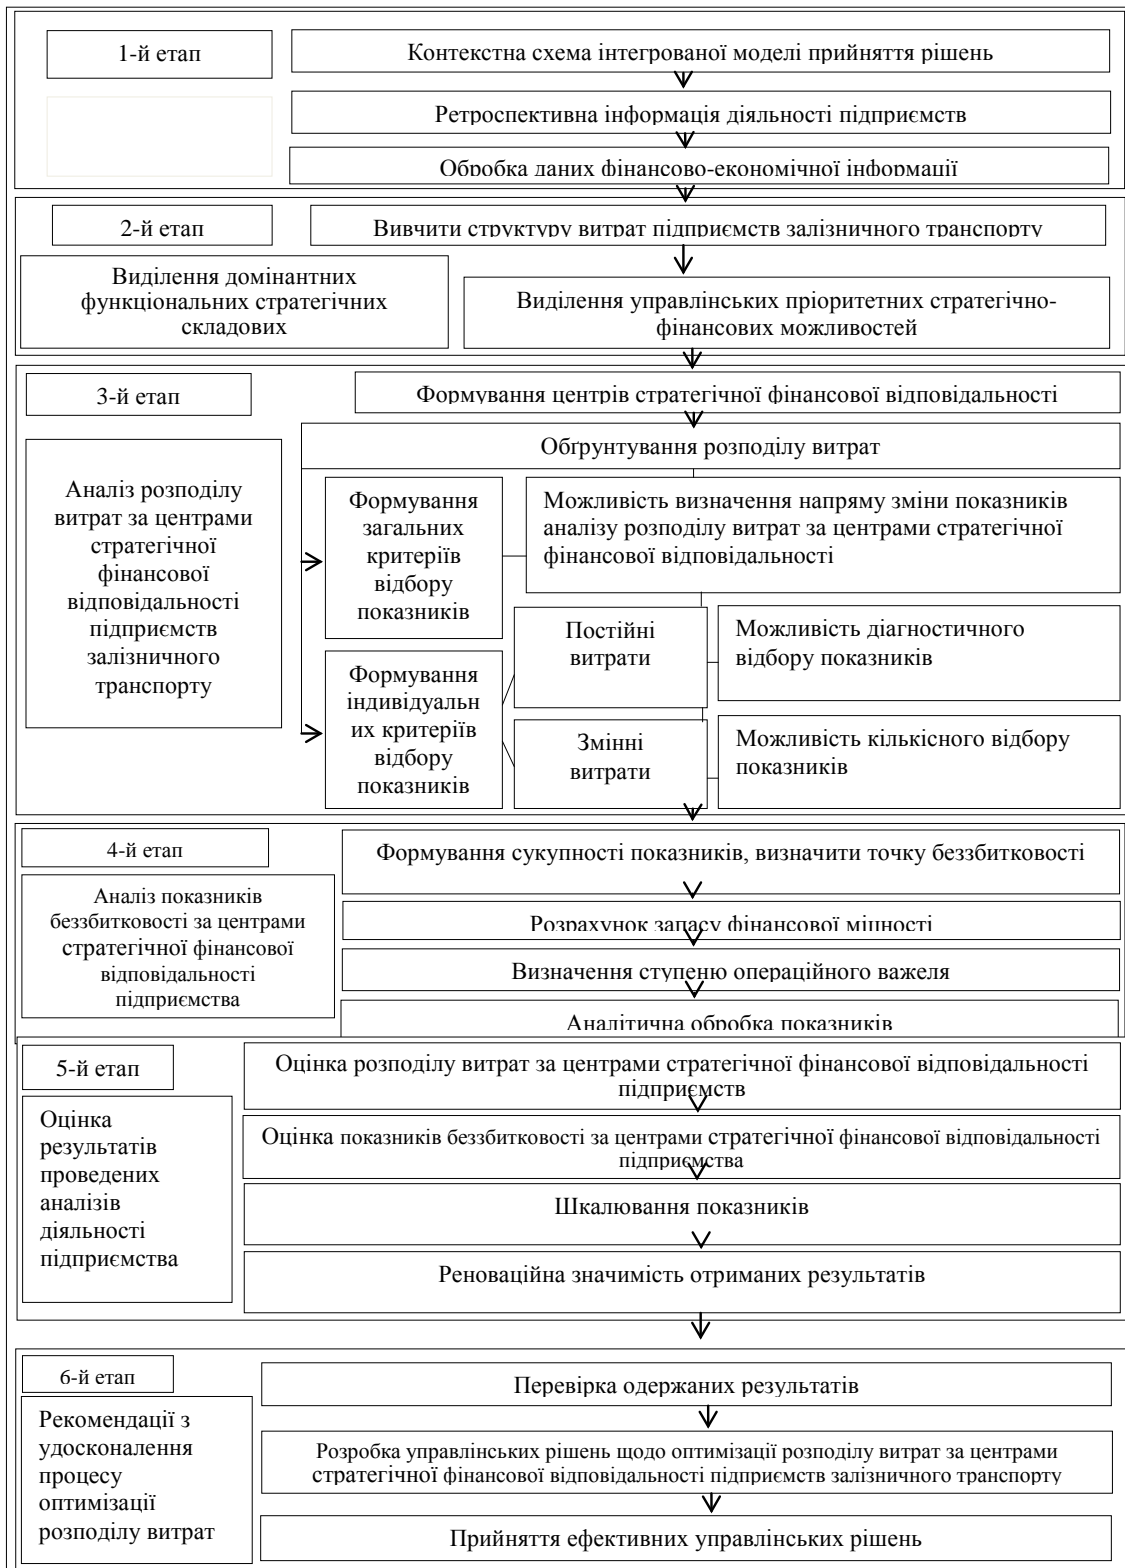 1-й етап
Контекстна схема інтегрованої моделі прийняття рішень
Ретроспективна інформація діяльності підприємств
Обробка даних фінансово-економічної інформації
2-й етап
Вивчити структуру витрат підприємств залізничного транспорту
Виділення домінантних
функціональних стратегічних
складових
Виділення управлінських пріоритетних стратегічно-
фінансових можливостей
3-й етап
Формування центрів стратегічної фінансової відповідальності
Обґрунтування розподілу витрат
Аналіз розподілу
витрат за центрами
стратегічної
фінансової
відповідальності
підприємств
залізничного
транспорту
Формування
загальних
критеріїв
відбору
показників
Можливість визначення напряму зміни показників
аналізу розподілу витрат за центрами стратегічної
фінансової відповідальності
Формування
індивідуальн
их критеріїв
відбору
показників
Постійні
витрати
Можливість діагностичного
відбору показників
Змінні
витрати
Можливість кількісного відбору
показників
4-й етап
Формування сукупності показників, визначити точку беззбитковості
Аналіз показників
беззбитковості за центрами
стратегічної фінансової
відповідальності
підприємства
Розрахунок запасу фінансової міцності
Визначення ступеню операційного важеля
Аналітична обробка показників
5-й етап
Оцінка розподілу витрат за центрами стратегічної фінансової відповідальності
підприємств
Оцінка
результатів
проведених
аналізів
діяльності
підприємства
Оцінка показників беззбитковості за центрами стратегічної фінансової відповідальності
підприємства
Шкалювання показників
Реноваційна значимість отриманих результатів
6-й етап
Перевірка одержаних результатів
Рекомендації з
удосконалення
процесу
оптимізації
розподілу витрат
Розробка управлінських рішень щодо оптимізації розподілу витрат за центрами
стратегічної фінансової відповідальності підприємств залізничного транспорту
Прийняття ефективних управлінських рішень